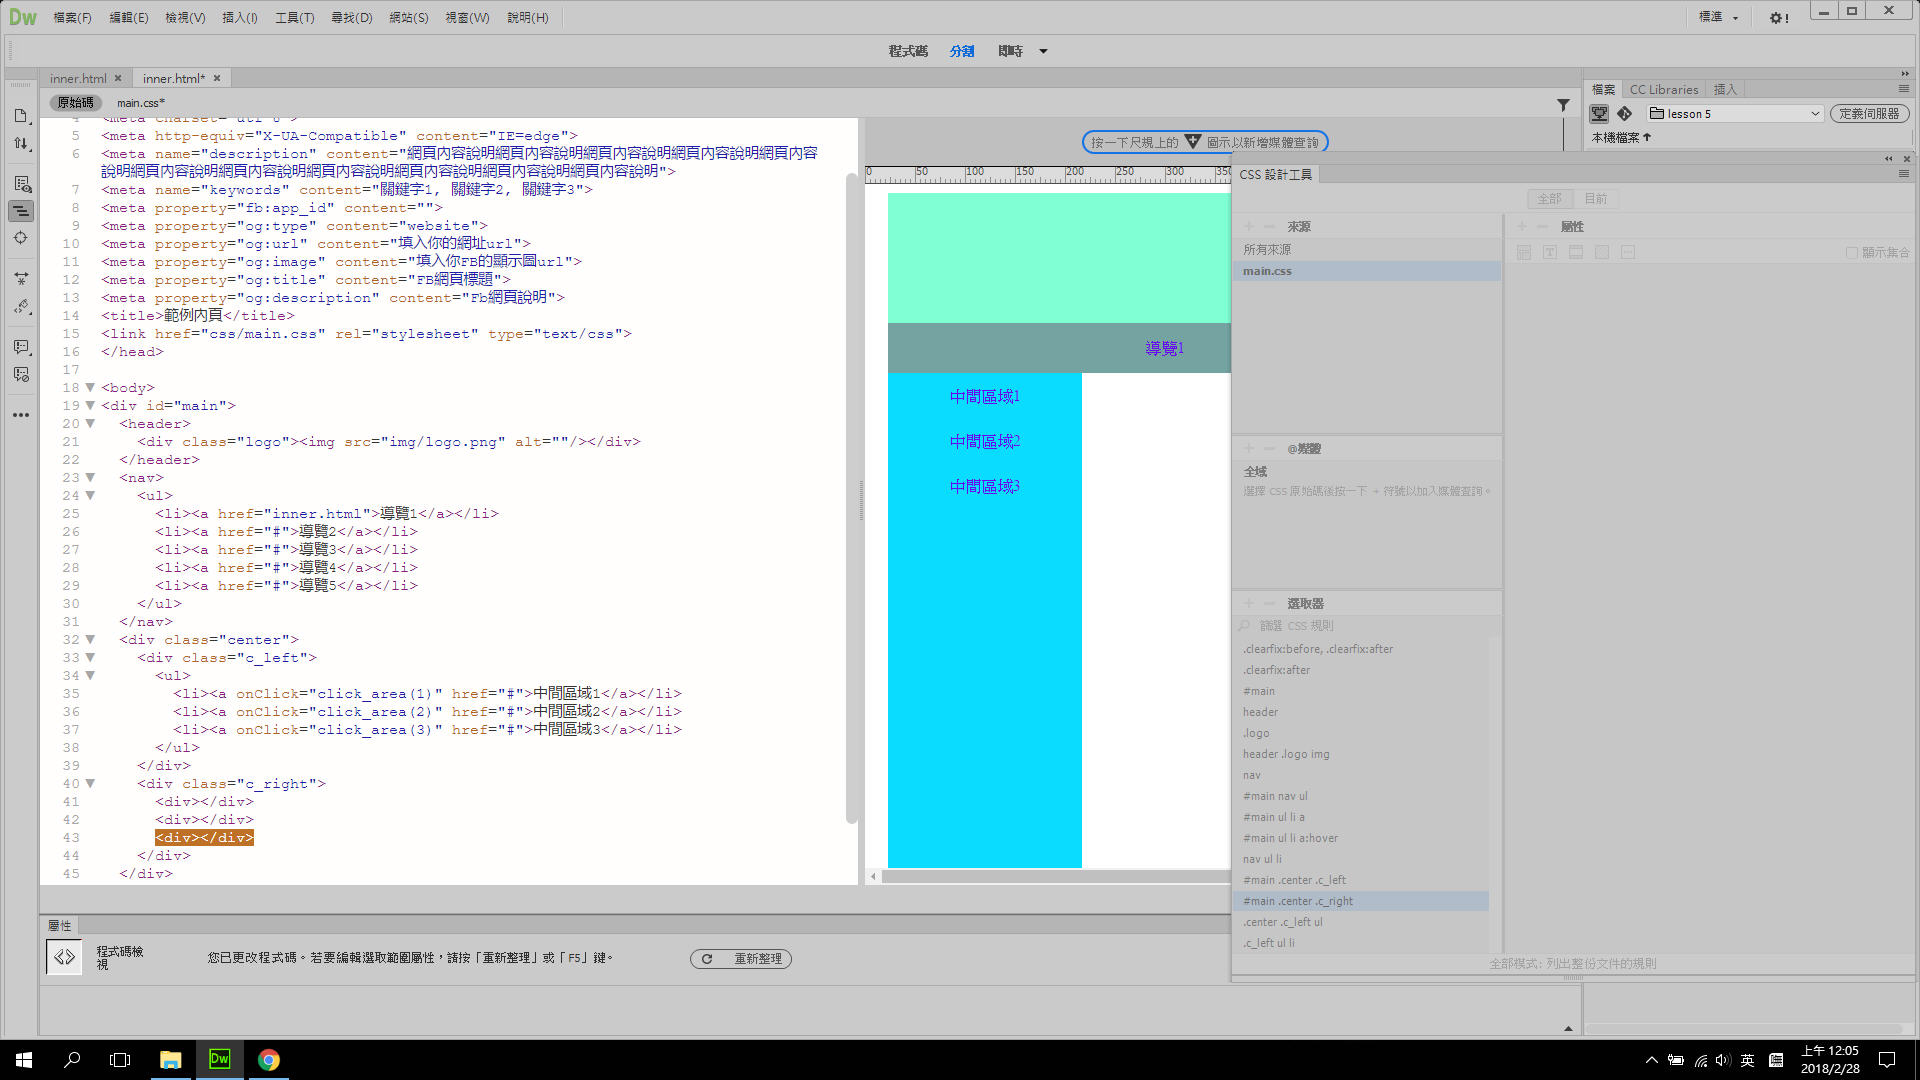 Dw 檔案(F) 編輯(E) 檢視(V) 插入(I) 工具(T) 尋找(D) 網站(S) 視窗(W) 說明(H) 標準
程式碼 分割 即時
inner.html × inner.html* ×
原始碼 main.css*
5 <meta http-equiv="X-UA-Compatible" content="IE=edge">
6 <meta name="description" content="網頁內容說明網頁內容說明網頁內容說明網頁內容說明網頁內容
說明網頁內容說明網頁內容說明網頁內容說明網頁內容說明網頁內容說明網頁內容說明">
7 <meta name="keywords" content="關鍵字1, 關鍵字2, 關鍵字3">
8 <meta property="fb:app_id" content="">
9 <meta property="og:type" content="website">
10 <meta property="og:url" content="填入你的網址url">
11 <meta property="og:image" content="填入你FB的顯示圖url">
12 <meta property="og:title" content="FB網頁標題">
13 <meta property="og:description" content="Fb網頁說明">
14 <title>範例內頁</title>
15 <link href="css/main.css" rel="stylesheet" type="text/css">
16 </head>
17
18 <body>
19 <div id="main">
20 <header>
21 <div class="logo"><img src="img/logo.png" alt=""/></div>
22 </header>
23 <nav>
24 <ul>
25 <li><a href="inner.html">導覽1</a></li>
26 <li><a href="#">導覽2</a></li>
27 <li><a href="#">導覽3</a></li>
28 <li><a href="#">導覽4</a></li>
29 <li><a href="#">導覽5</a></li>
30 </ul>
31 </nav>
32 <div class="center">
33 <div class="c_left">
34 <ul>
35 <li><a onClick="click_area(1)" href="#">中間區域1</a></li>
36 <li><a onClick="click_area(2)" href="#">中間區域2</a></li>
37 <li><a onClick="click_area(3)" href="#">中間區域3</a></li>
38 </ul>
39 </div>
40 <div class="c_right">
41 <div></div>
42 <div></div>
43 <div></div>
44 </div>
45 </div>
按一下尺規上的 圖示以新增媒體查詢
0 50 100 150 200 250 300 350
導覽1
中間區域1
中間區域2
中間區域3
檔案 CC Libraries 插入
lesson 5 定義伺服器
本機檔案
CSS 設計工具
全部 目前
+ − 來源
所有來源
main.css
+ − @媒體
全域
選擇 CSS 原始碼後按一下 + 符號以加入媒體查詢。
+ − 選取器
篩選 CSS 規則
.clearfix:before, .clearfix:after
.clearfix:after
#main
header
.logo
header .logo img
nav
#main nav ul
#main ul li a
#main ul li a:hover
nav ul li
#main .center .c_left
#main .center .c_right
.center .c_left ul
.c_left ul li
+ − 屬性
顯示集合
全部模式: 列出整份文件的規則
屬性
程式碼檢
視
您已更改程式碼。若要編輯選取範圍屬性，請按「重新整理」或「F5」鍵。 重新整理
Dw
英
上午 12:05
2018/2/28